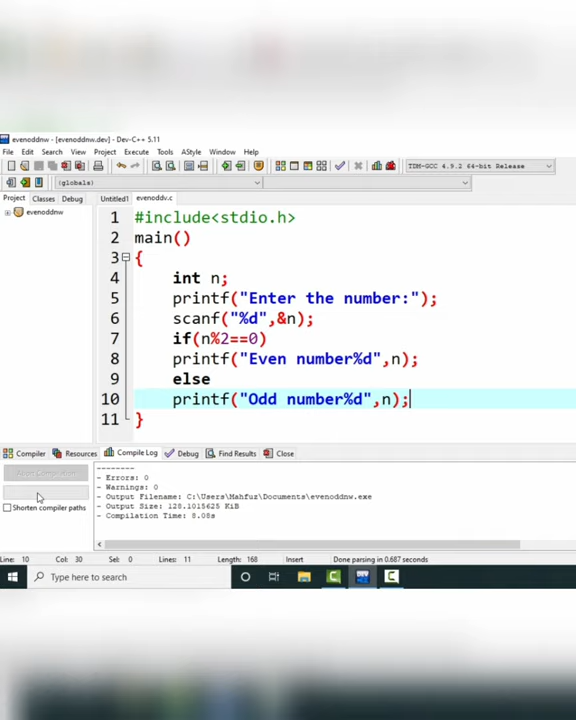 evenoddnw - [evenoddnw.dev] - Dev-C++ 5.11
File Edit Search View Project Execute Tools AStyle Window Help
TDM-GCC 4.9.2 64-bit Release
(globals)
Project Classes Debug Untitled1 evenoddv.c
evenoddnw
1 #include<stdio.h>
2 main()
3 {
4 int n;
5 printf("Enter the number:");
6 scanf("%d",&n);
7 if(n%2==0)
8 printf("Even number%d",n);
9 else
10 printf("Odd number%d",n);
11 }
Compiler Resources Compile Log Debug Find Results Close
--------
- Errors: 0
- Warnings: 0
- Output Filename: C:\Users\Mahfuz\Documents\evenoddnw.exe
- Output Size: 128.1015625 KiB
- Compilation Time: 8.08s
Shorten compiler paths
Line: 10 Col: 30 Sel: 0 Lines: 11 Length: 168 Insert Done parsing in 0.687 seconds
Type here to search